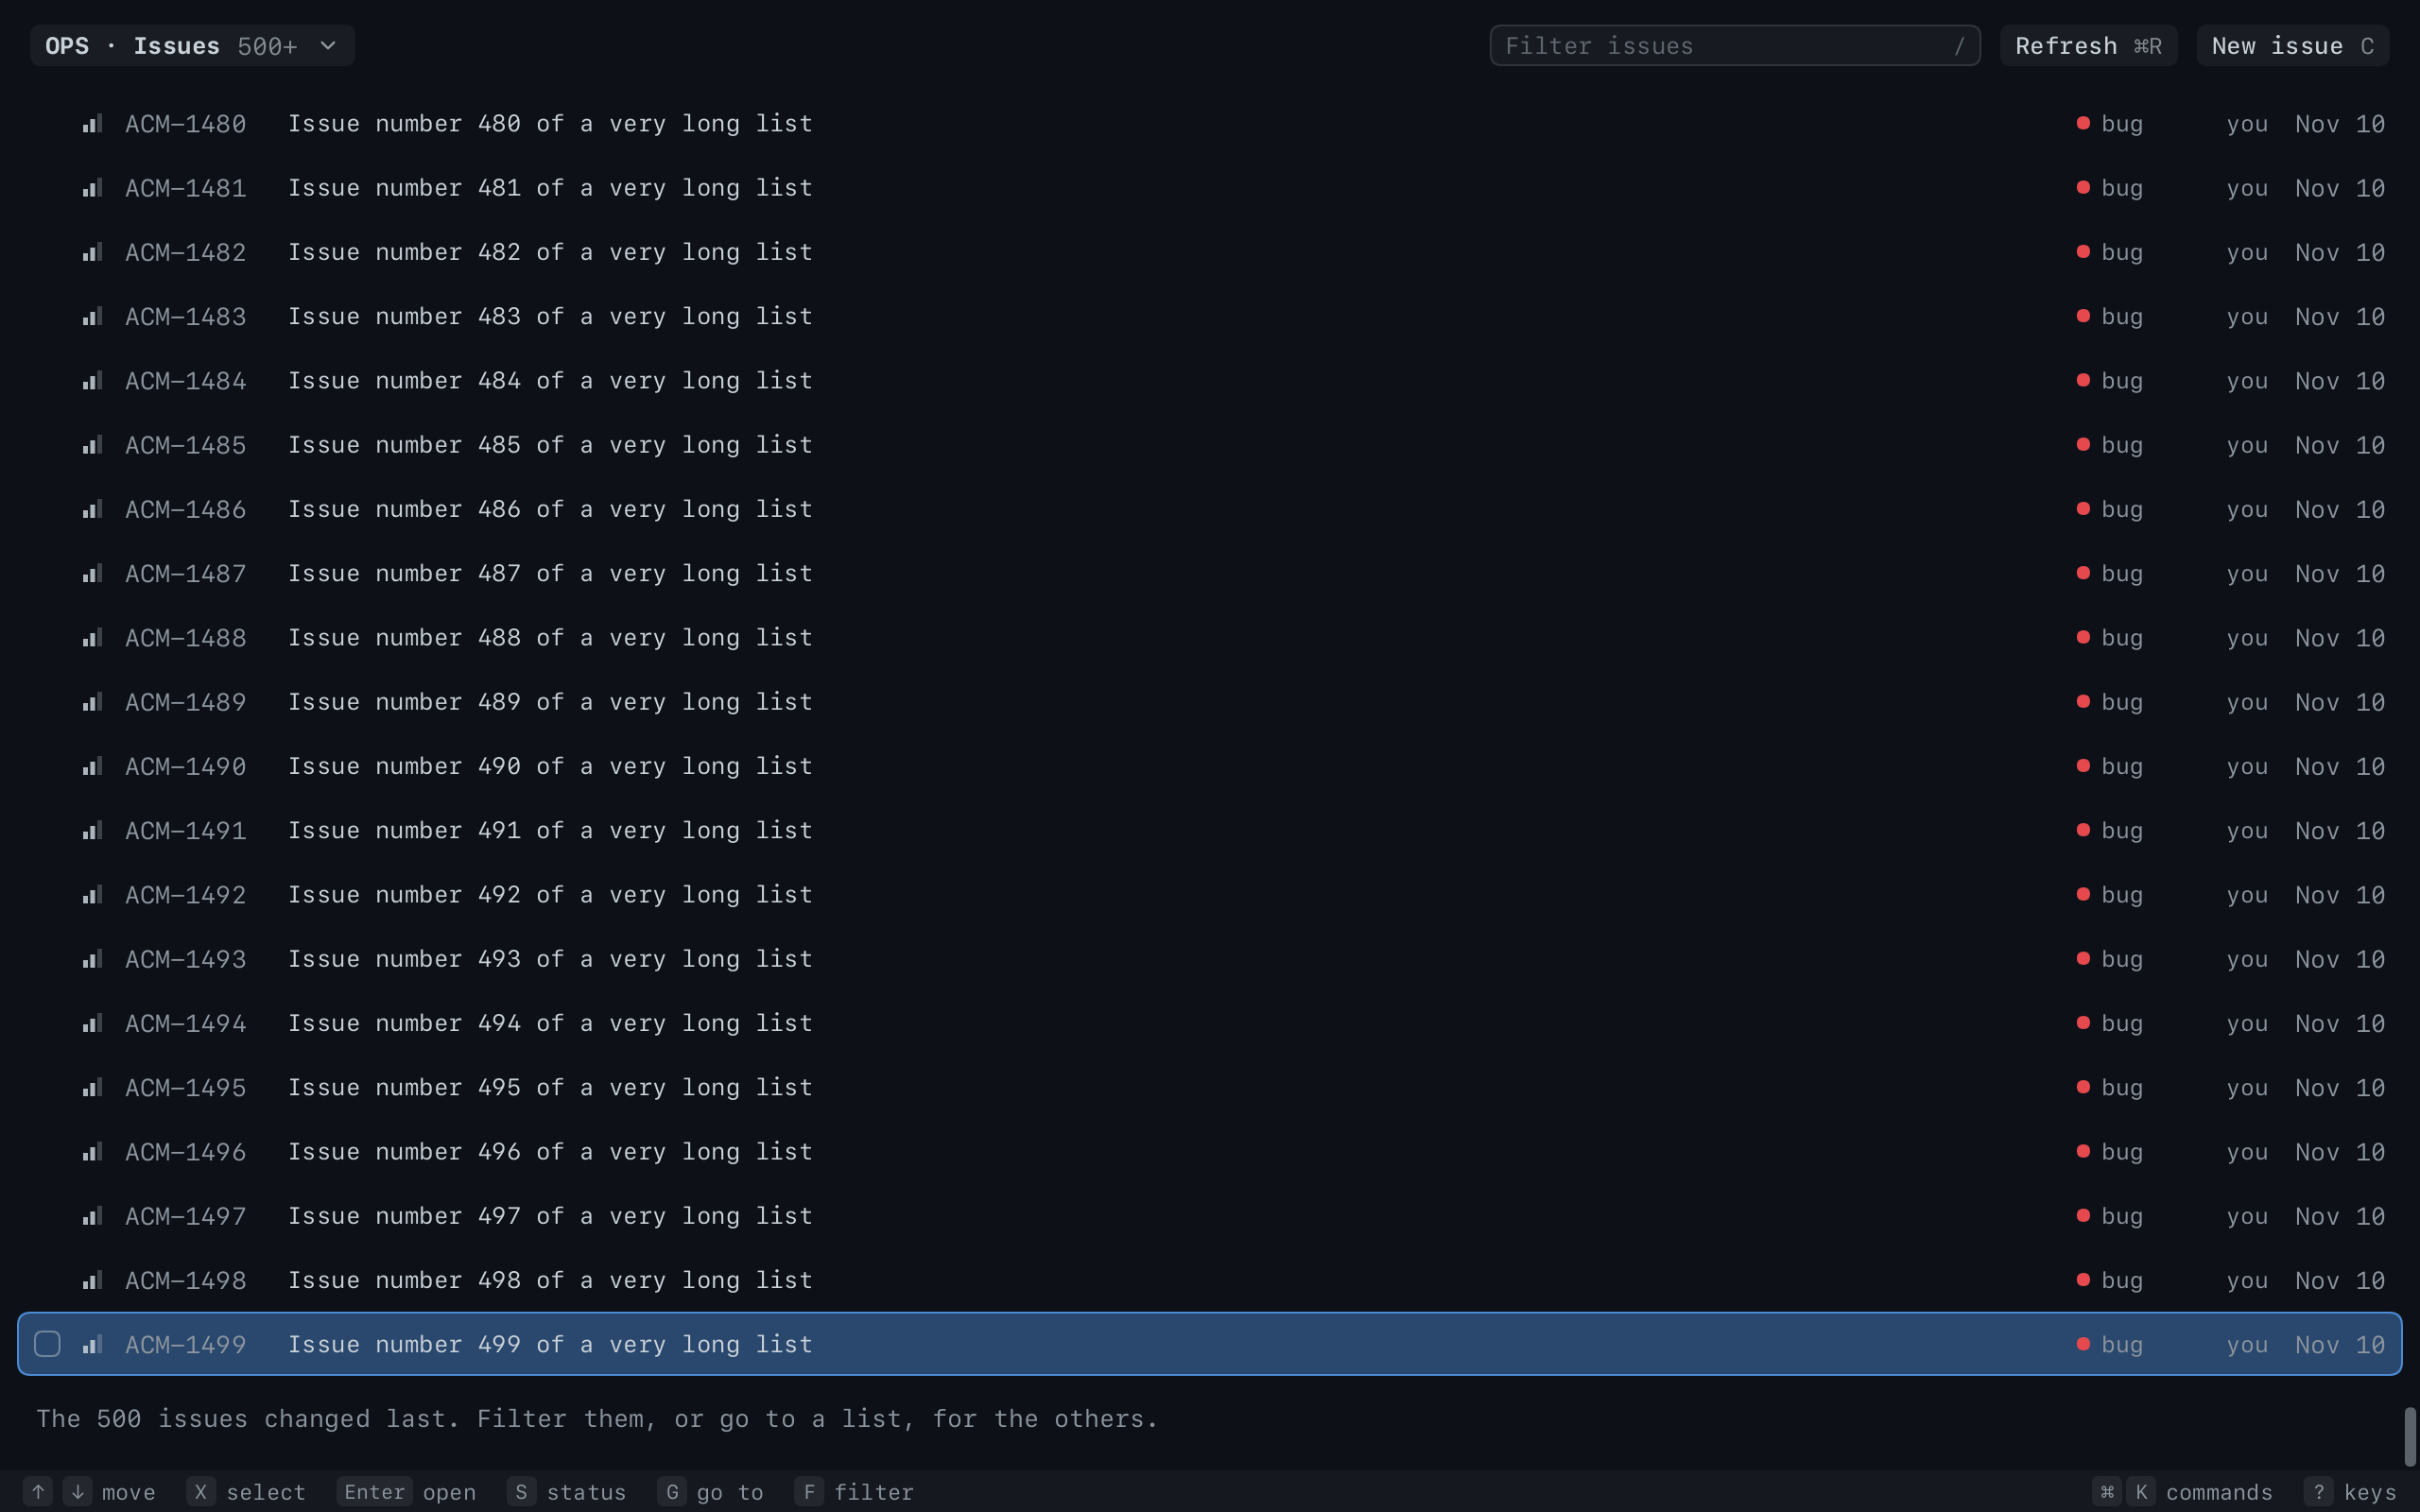 OPS · Issues 500+ Filter issues / Refresh ⌘R New issue C
ACM-1480 Issue number 480 of a very long list bug you Nov 10
ACM-1481 Issue number 481 of a very long list bug you Nov 10
ACM-1482 Issue number 482 of a very long list bug you Nov 10
ACM-1483 Issue number 483 of a very long list bug you Nov 10
ACM-1484 Issue number 484 of a very long list bug you Nov 10
ACM-1485 Issue number 485 of a very long list bug you Nov 10
ACM-1486 Issue number 486 of a very long list bug you Nov 10
ACM-1487 Issue number 487 of a very long list bug you Nov 10
ACM-1488 Issue number 488 of a very long list bug you Nov 10
ACM-1489 Issue number 489 of a very long list bug you Nov 10
ACM-1490 Issue number 490 of a very long list bug you Nov 10
ACM-1491 Issue number 491 of a very long list bug you Nov 10
ACM-1492 Issue number 492 of a very long list bug you Nov 10
ACM-1493 Issue number 493 of a very long list bug you Nov 10
ACM-1494 Issue number 494 of a very long list bug you Nov 10
ACM-1495 Issue number 495 of a very long list bug you Nov 10
ACM-1496 Issue number 496 of a very long list bug you Nov 10
ACM-1497 Issue number 497 of a very long list bug you Nov 10
ACM-1498 Issue number 498 of a very long list bug you Nov 10
ACM-1499 Issue number 499 of a very long list bug you Nov 10
The 500 issues changed last. Filter them, or go to a list, for the others.
↑ ↓ move X select Enter open S status G go to F filter ⌘ K commands ? keys